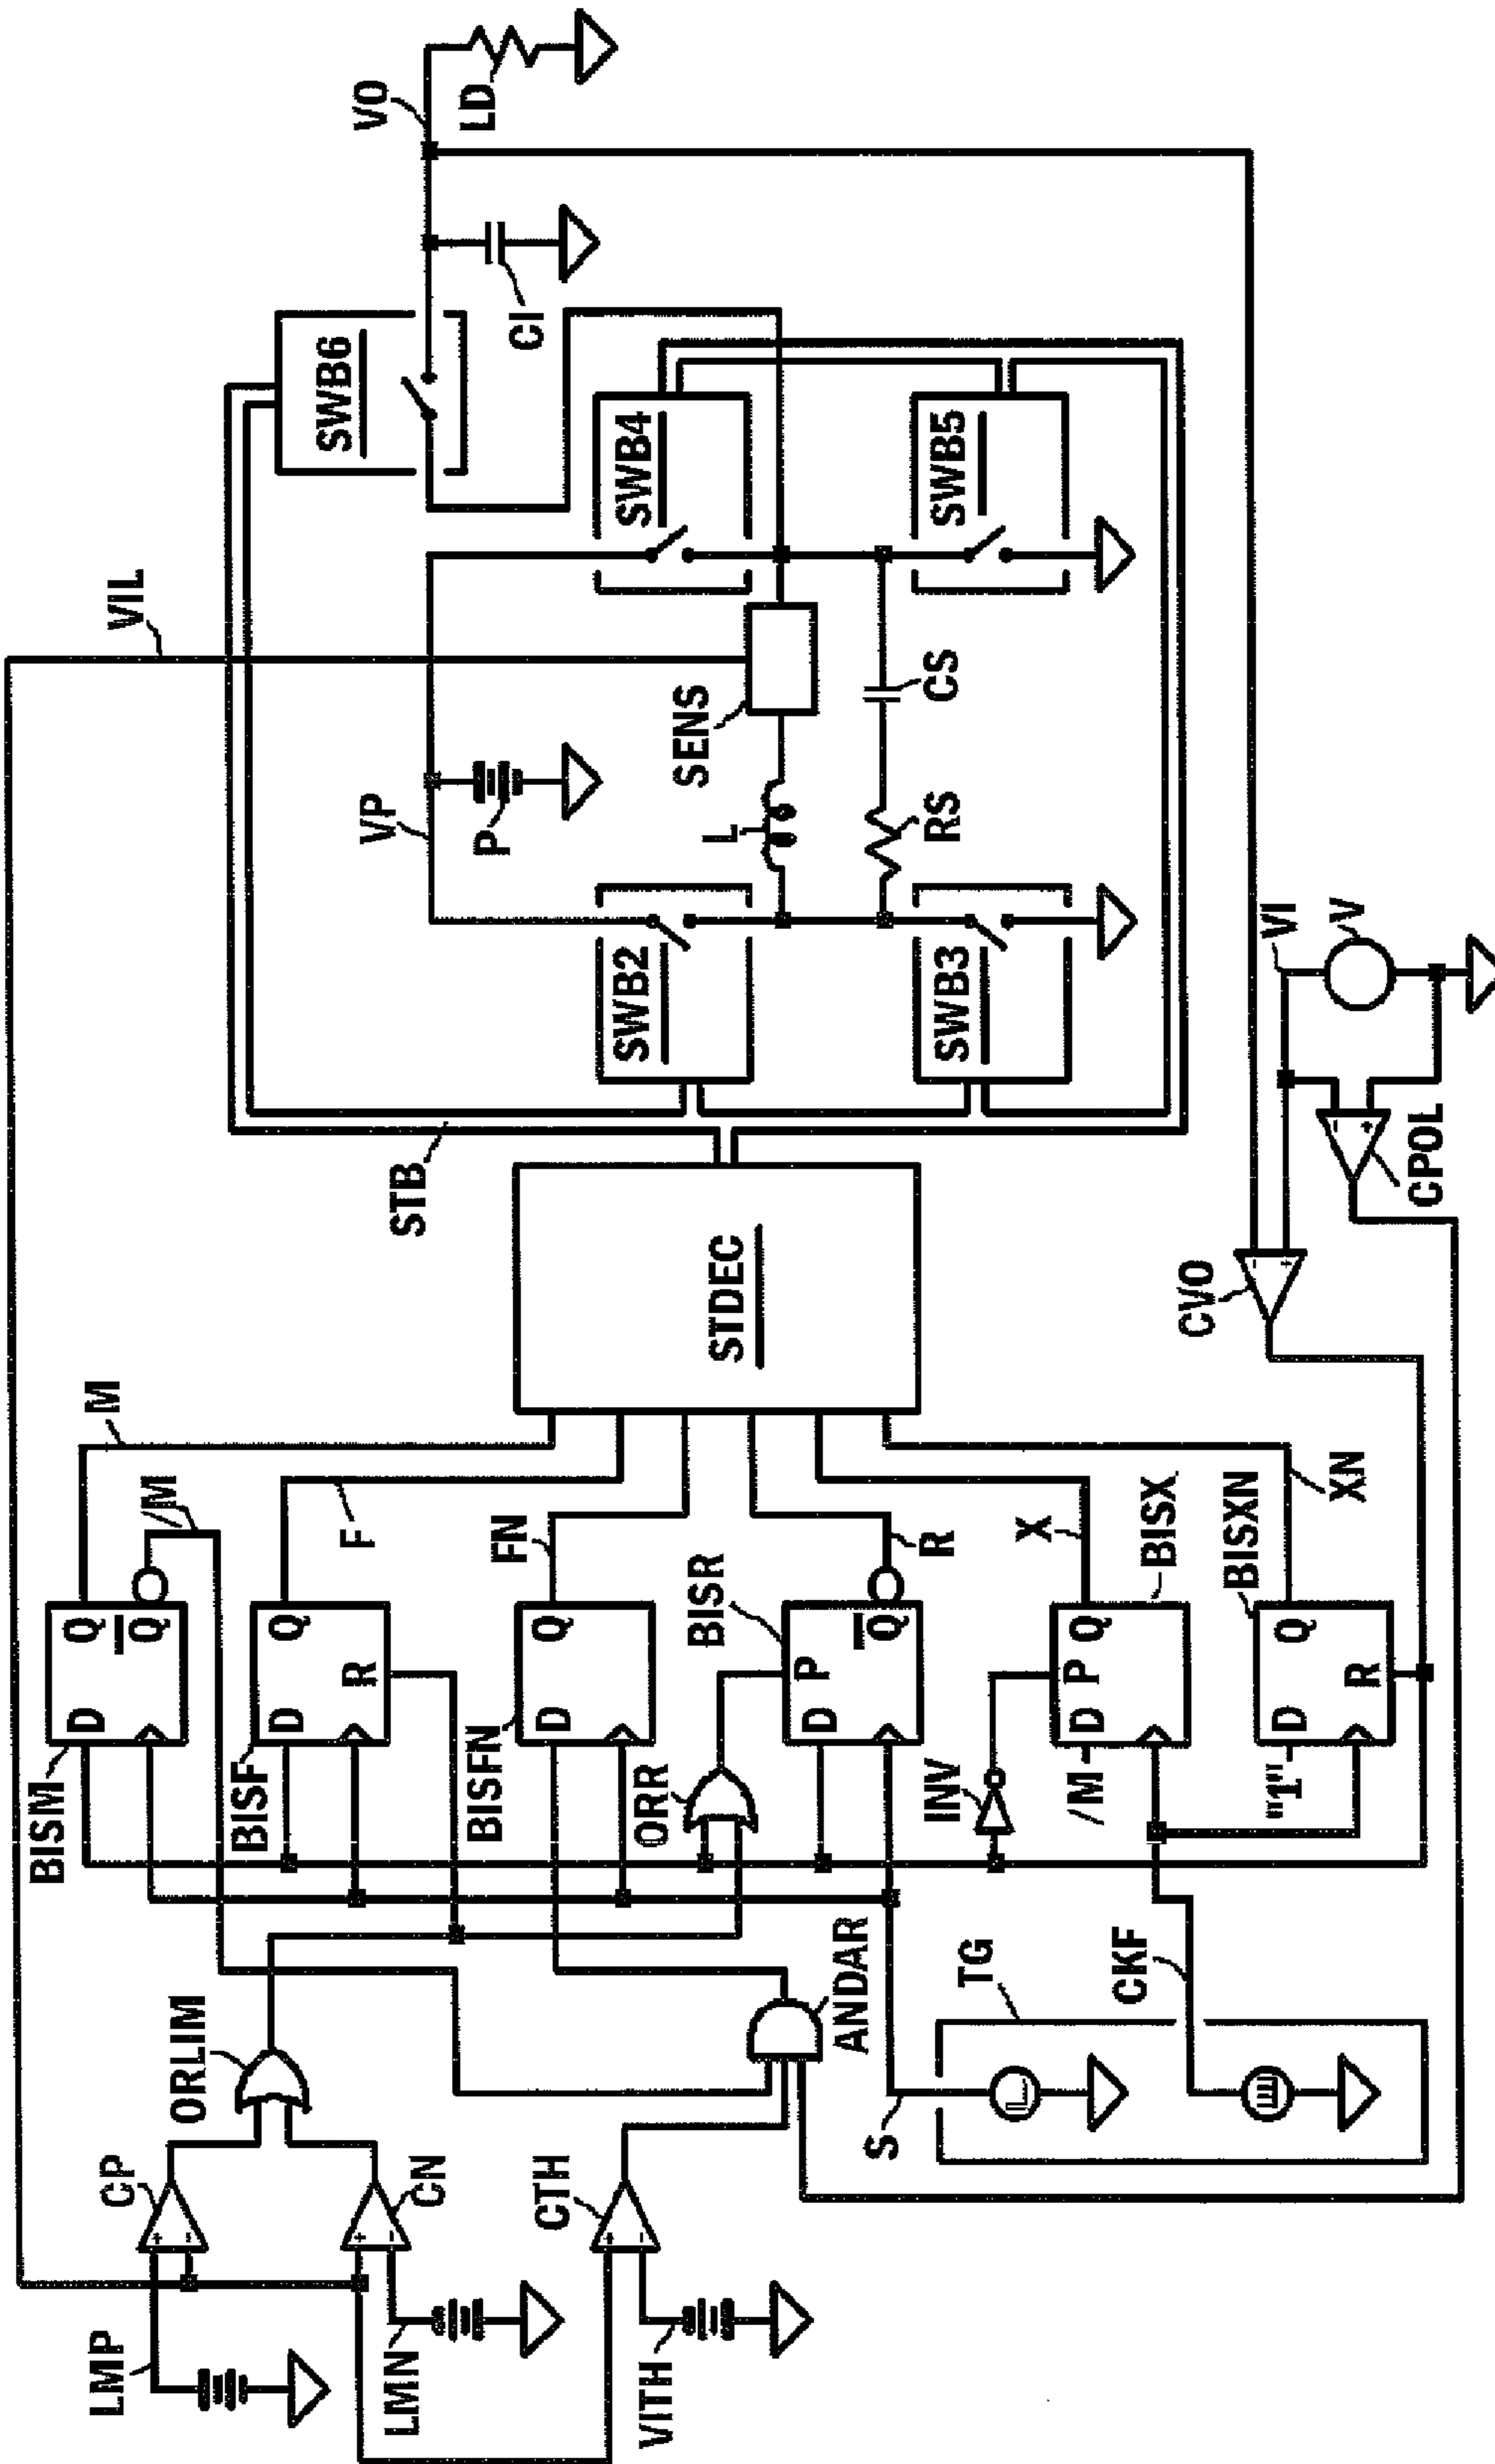 LMP
CP
LMN
CN
VITH
CTH
ORLIM
ANDAR
S
TG
CKF
BISM
D
Q
Q
M
/M
BISF
D
Q
R
F
BISFN
D
Q
FN
ORR
BISR
P
D
Q
R
INV
/M
D
P
Q
X
BISX
"1"
D
Q
R
BISXN
XN
STDEC
STB
CVO
CPOL
VI
V
VIL
VP
P
SWB2
SWB3
L
SENS
RS
CS
SWB4
SWB5
SWB6
CI
VO
LD